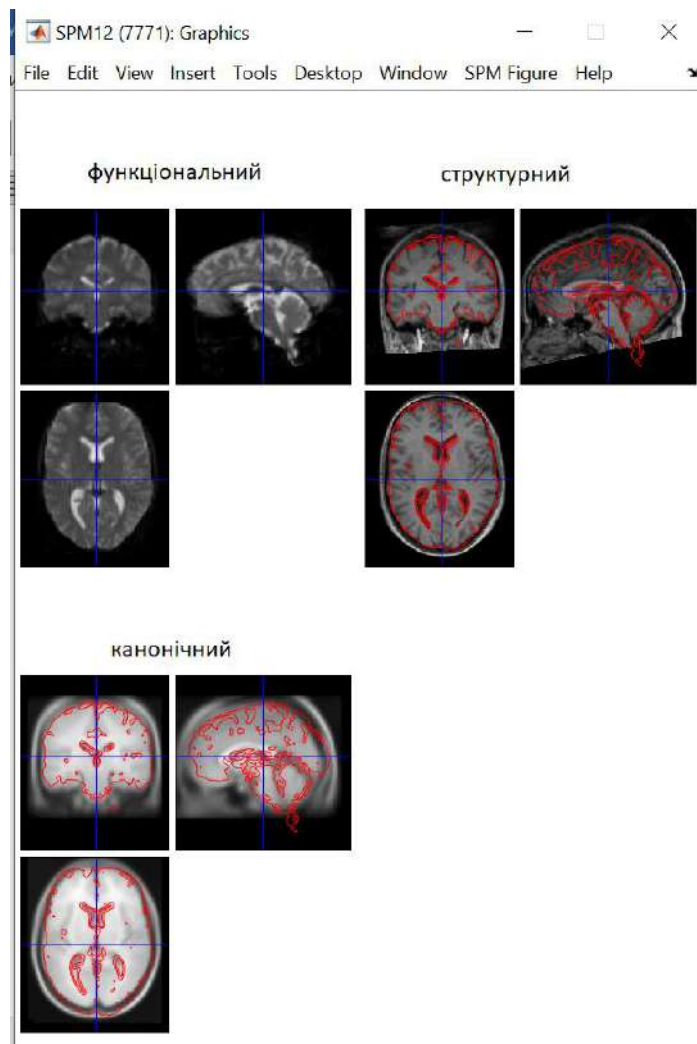 SPM12 (7771): Graphics
File Edit View Insert Tools Desktop Window SPM Figure Help
функціональний
структурний
канонічний